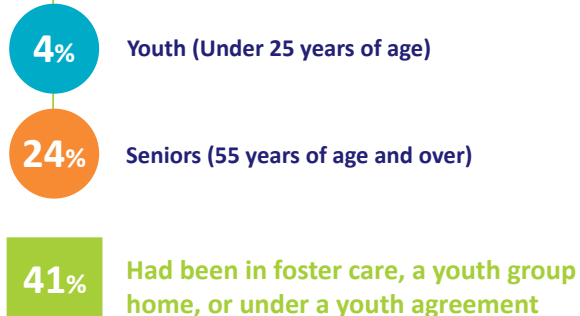 4%
Youth (Under 25 years of age)
24%
Seniors (55 years of age and over)
41%
Had been in foster care, a youth group
home, or under a youth agreement